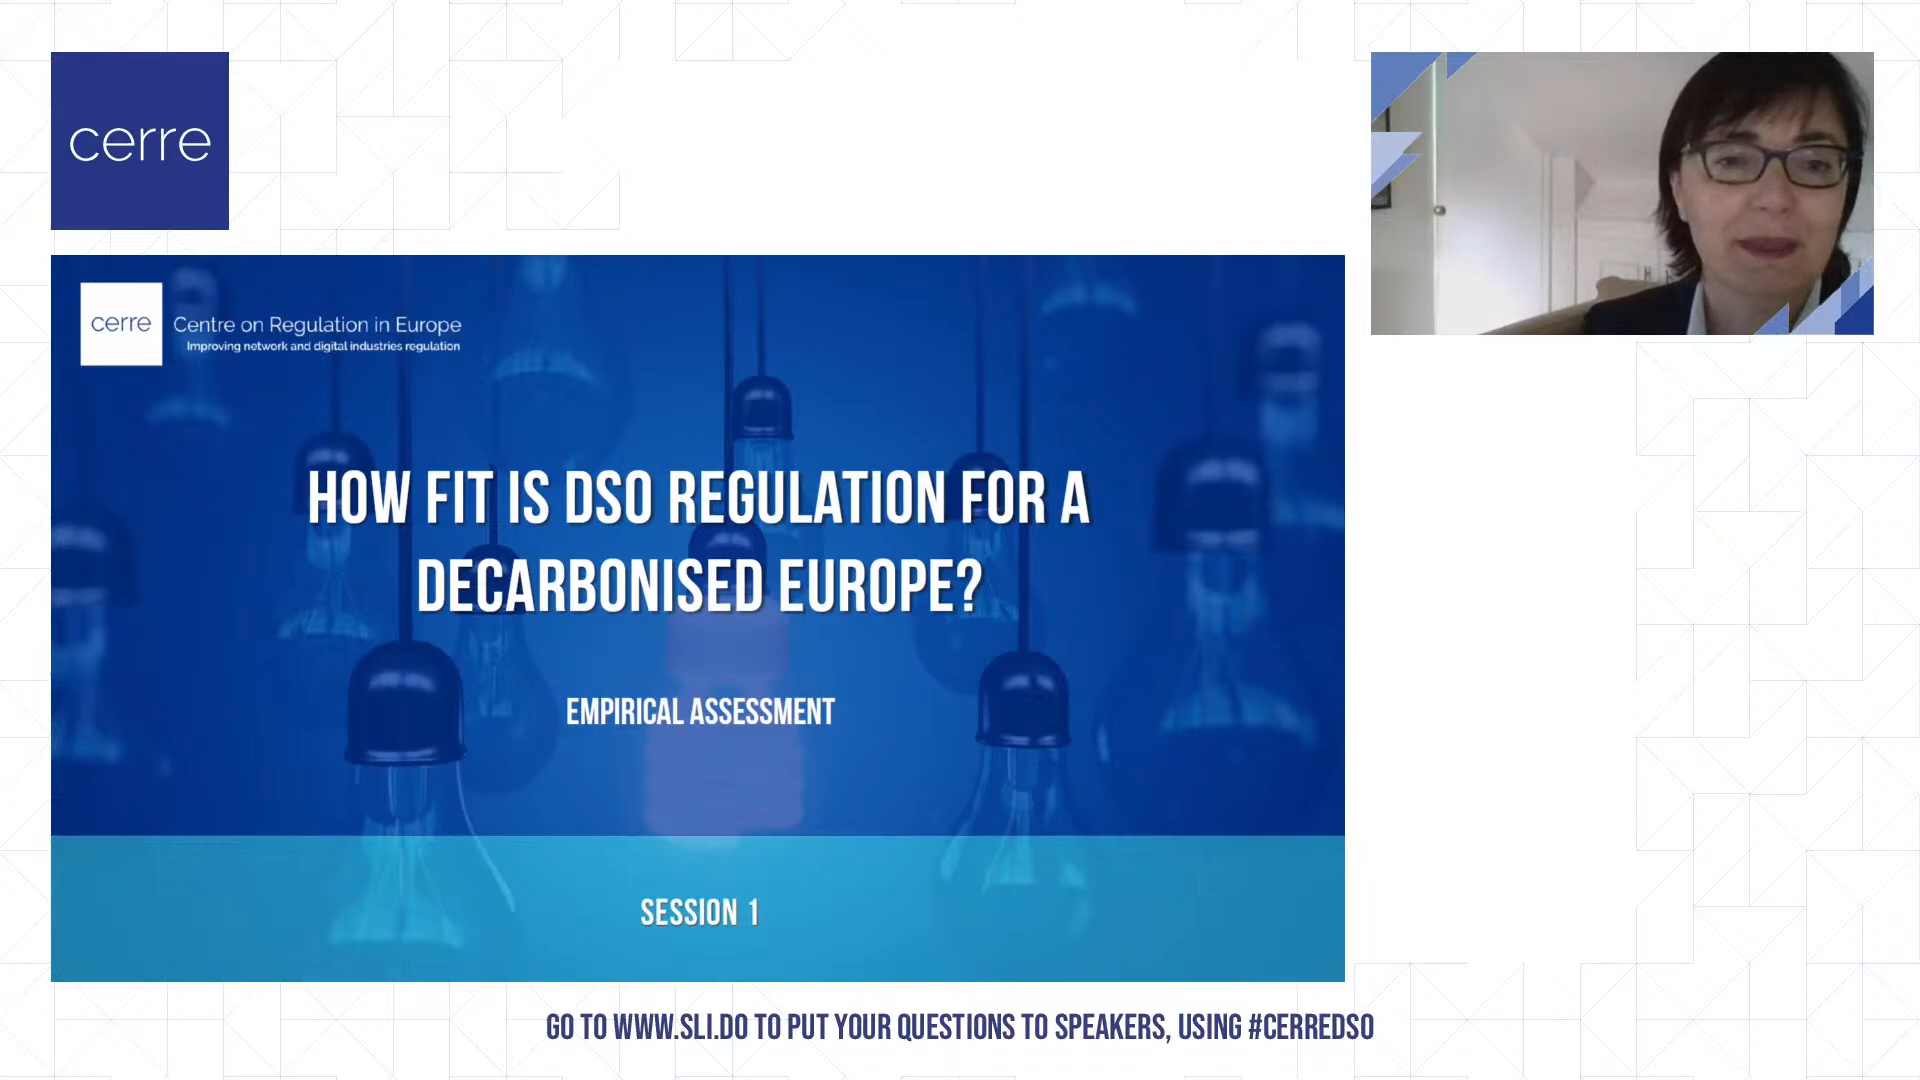 cerre
cerre
Centre on Regulation in Europe
Improving network and digital industries regulation
HOW FIT IS DSO REGULATION FOR A
DECARBONISED EUROPE?
EMPIRICAL ASSESSMENT
SESSION 1
GO TO WWW.SLI.DO TO PUT YOUR QUESTIONS TO SPEAKERS, USING #CERREDSO